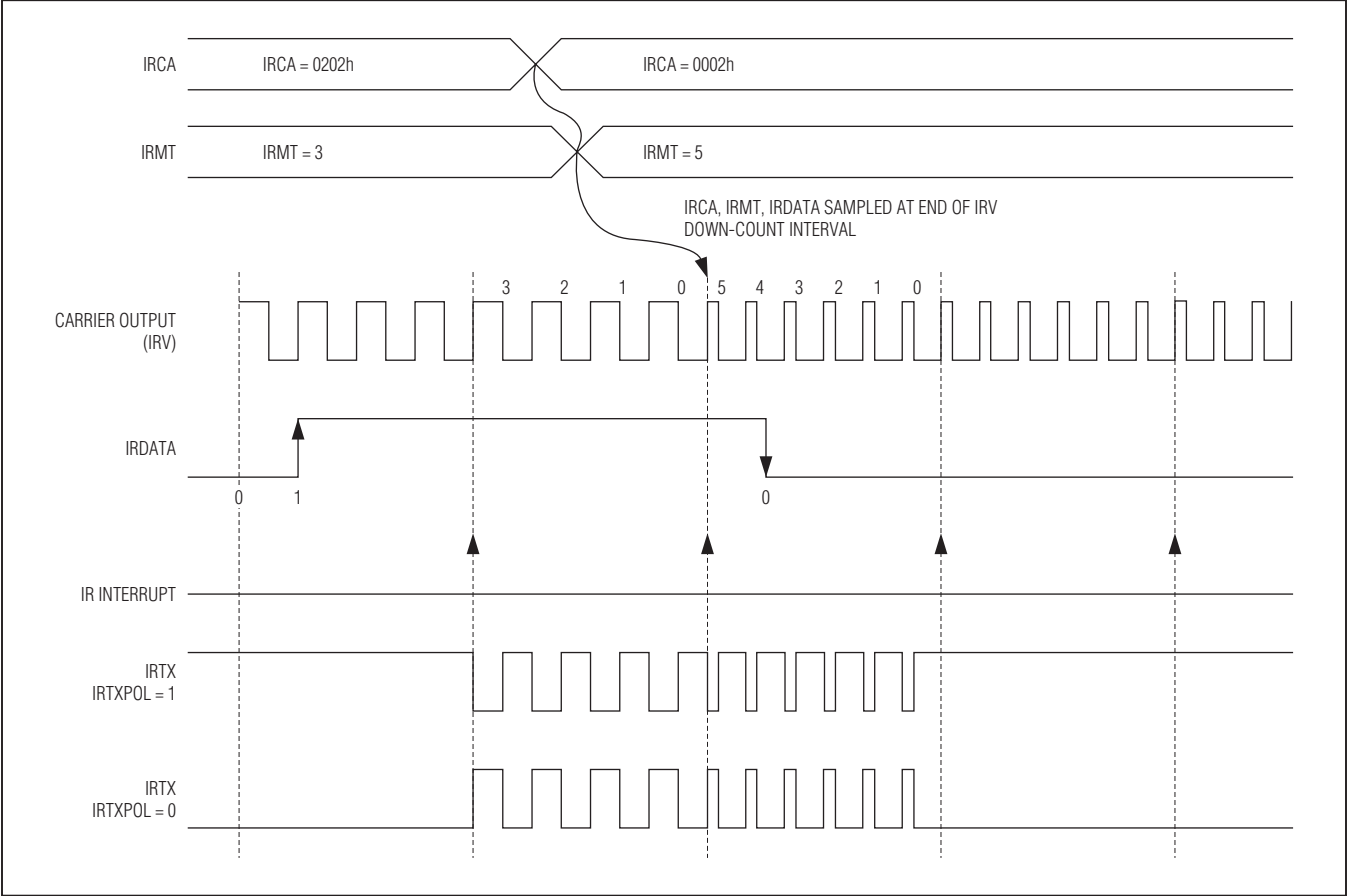 IRCA
IRCA = 0202h
IRCA = 0002h
IRMT
IRMT = 3
IRMT = 5
IRCA, IRMT, IRDATA SAMPLED AT END OF IRV
DOWN-COUNT INTERVAL
3 2 1 0 5 4 3 2 1 0
CARRIER OUTPUT
(IRV)
IRDATA
0 1 0
IR INTERRUPT
IRTX
IRTXPOL = 1
IRTX
IRTXPOL = 0